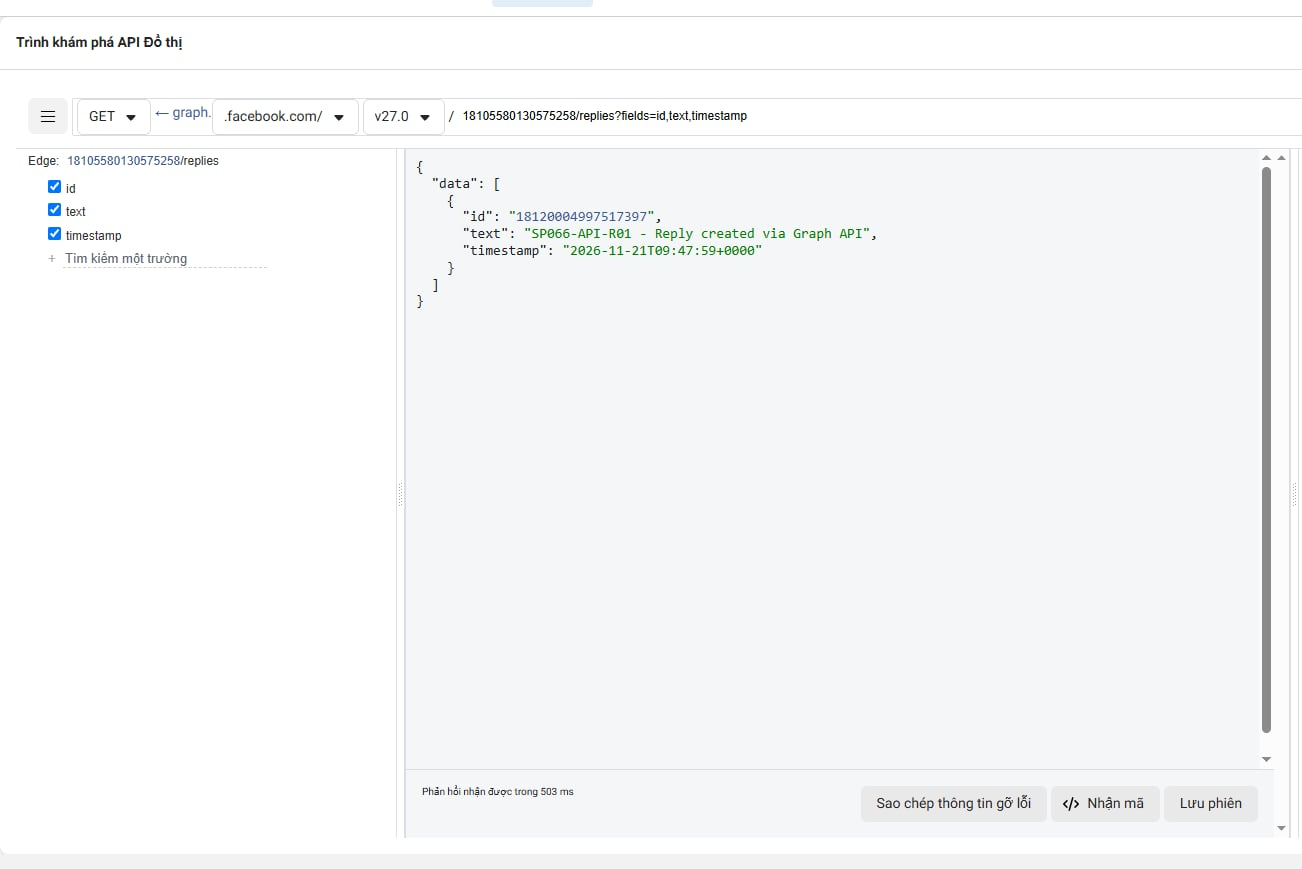 Trình khám phá API Đồ thị
GET ← graph. .facebook.com/ v27.0 / 18105580130575258/replies?fields=id,text,timestamp
Edge: 18105580130575258/replies
id
text
timestamp
+ Tìm kiếm một trường
{
"data": [
{
"id": "18120004997517397",
"text": "SP066-API-R01 - Reply created via Graph API",
"timestamp": "2026-11-21T09:47:59+0000"
}
]
}
Phản hồi nhận được trong 503 ms
Sao chép thông tin gỡ lỗi </> Nhận mã Lưu phiên